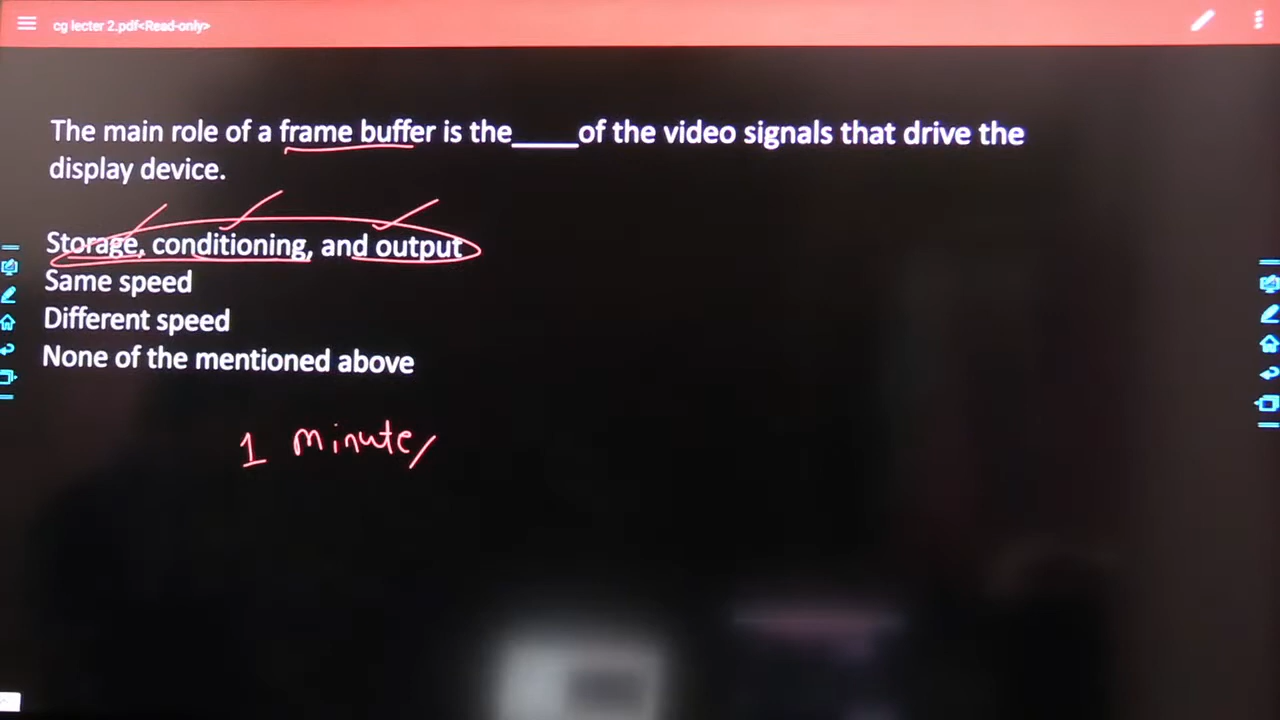 cg lecter 2.pdf<Read-only>
The main role of a frame buffer is the____of the video signals that drive the
display device.
Storage, conditioning, and output
Same speed
Different speed
None of the mentioned above
1 minute/